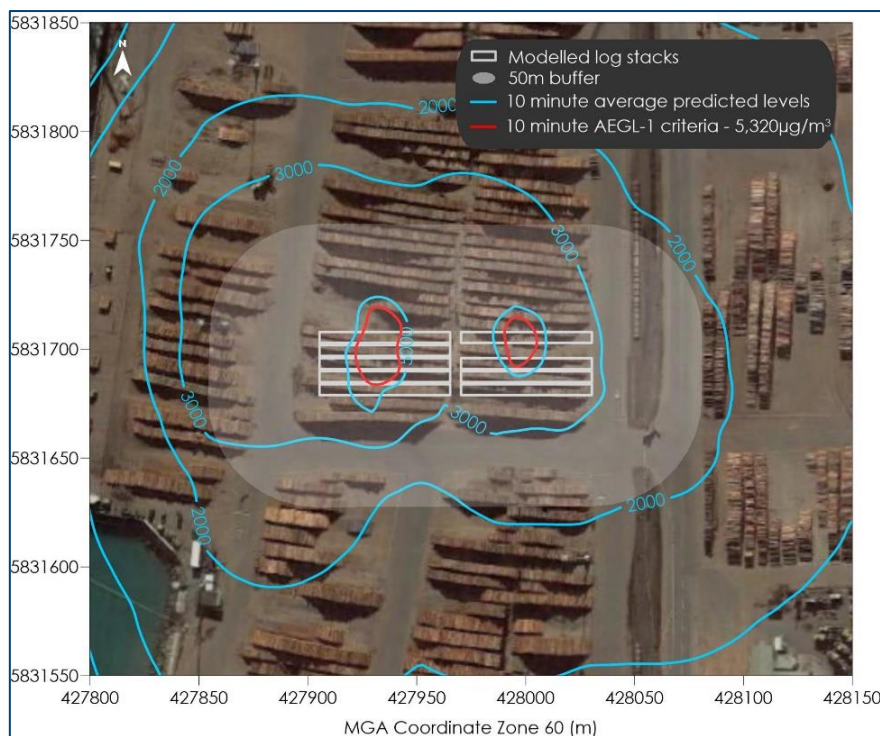 5831850
N
Modelled log stacks
50m buffer
10 minute average predicted levels
10 minute AEGL-1 criteria - 5,320µg/m³
5831800
2000
2000
3000
5831750
3000
2000
5831700
3000
3000
5831650
2000
2000
5831600
5831550
427800 427850 427900 427950 428000 428050 428100 428150
MGA Coordinate Zone 60 (m)